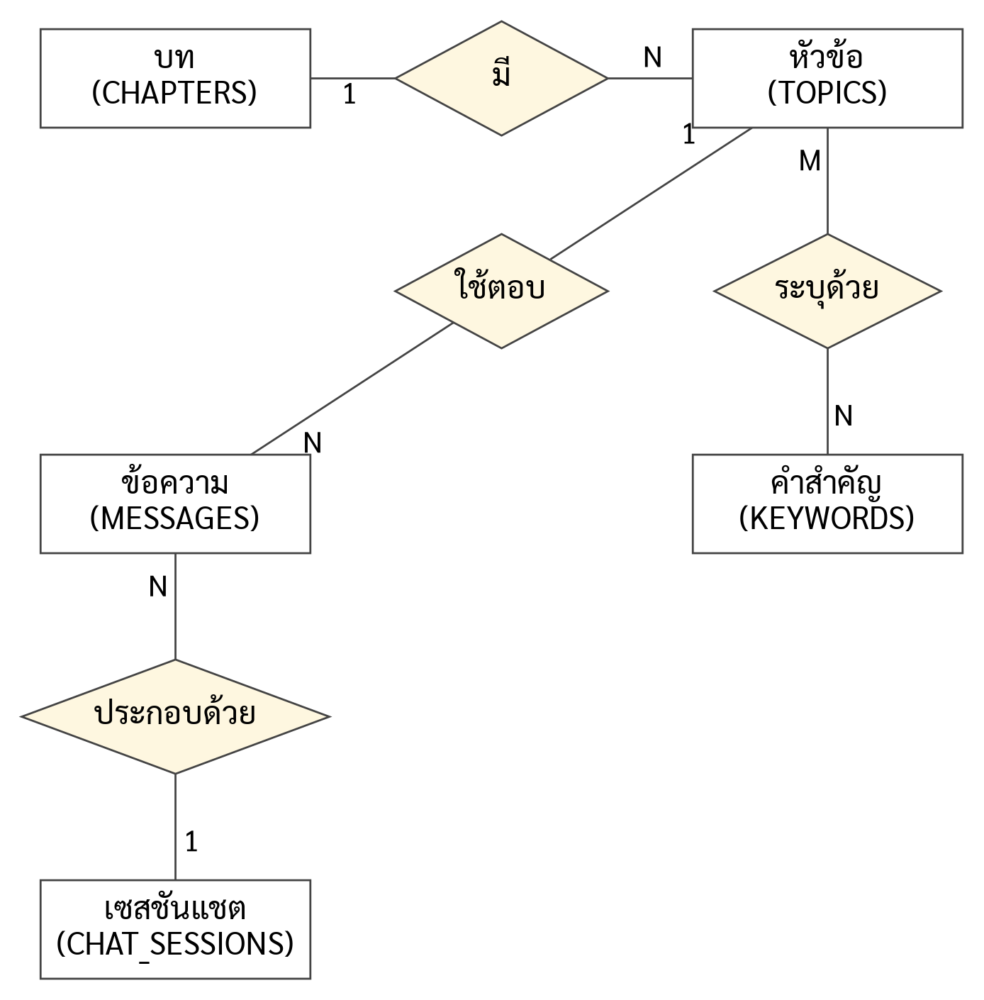 บท
(CHAPTERS)
1
มี
N
หัวข้อ
(TOPICS)
1
M
ใช้ตอบ
ระบุด้วย
N
N
ข้อความ
(MESSAGES)
คำสำคัญ
(KEYWORDS)
N
ประกอบด้วย
1
เซสชันแชต
(CHAT_SESSIONS)